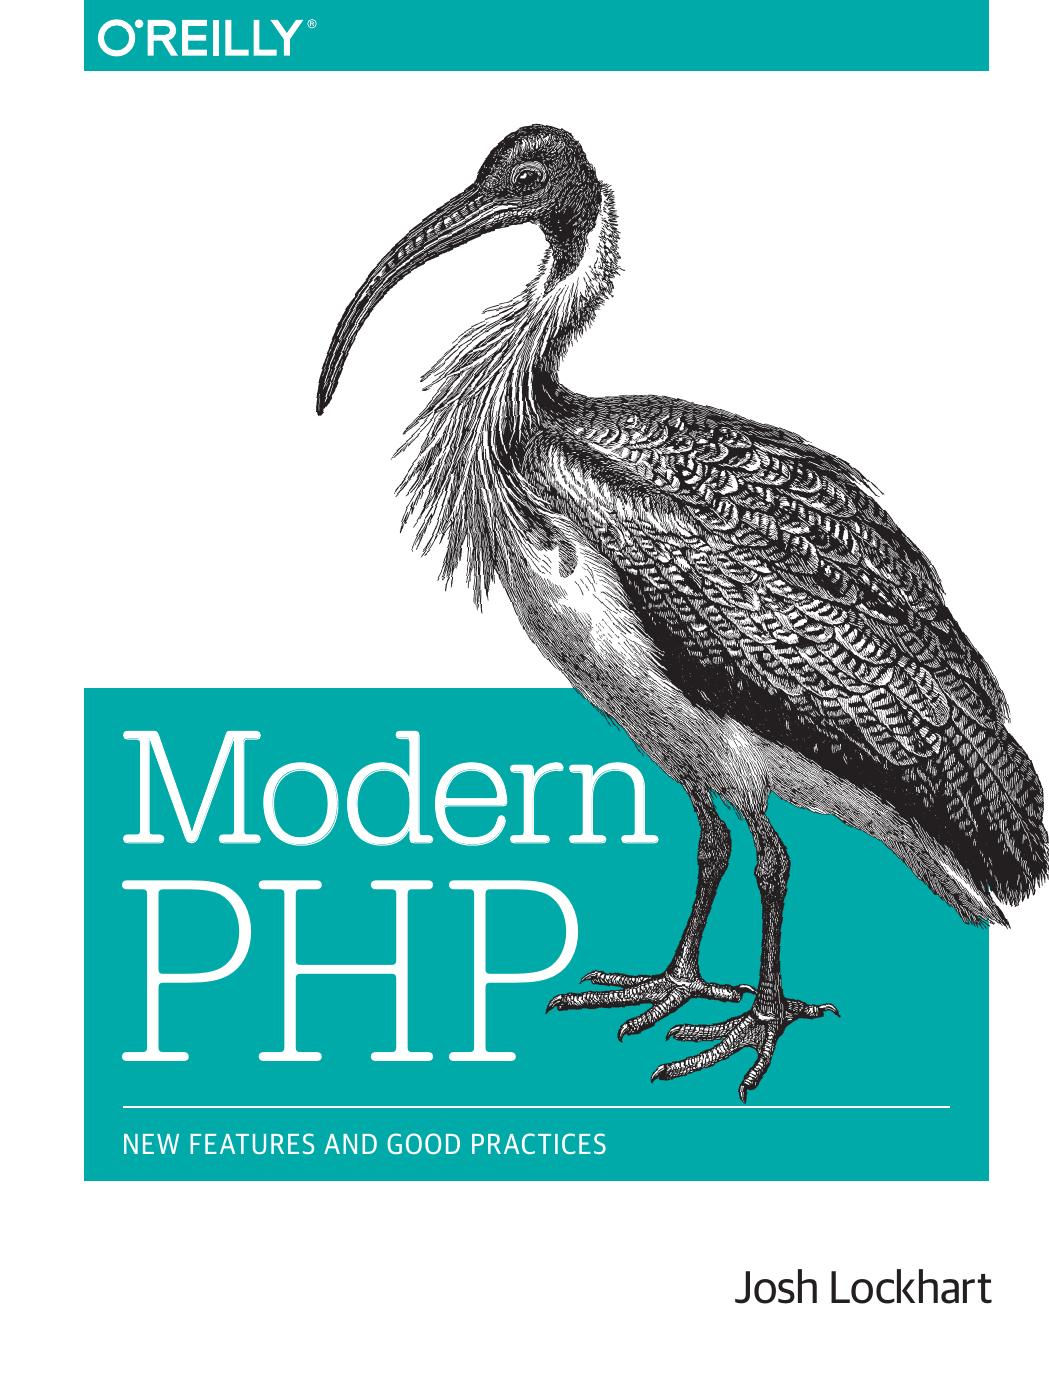 O'REILLY®
Modern
PHP
NEW FEATURES AND GOOD PRACTICES
Josh Lockhart